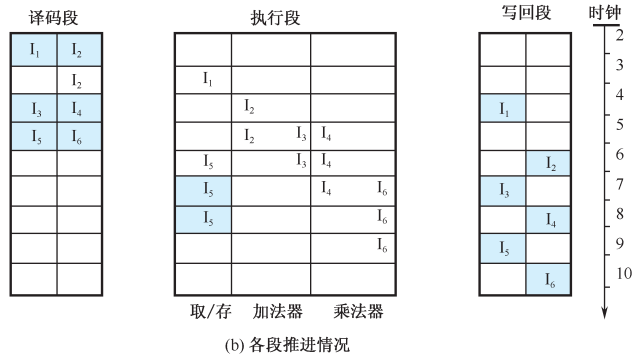 译码段 执行段 写回段 时钟
I₁ I₂ 2
I₂ I₁ 3
I₃ I₄ I₂ I₁ 4
I₅ I₆ I₂ I₃ I₄ 5
I₅ I₃ I₄ I₂ 6
I₅ I₄ I₆ I₃ 7
I₅ I₆ I₄ 8
I₆ I₅ 9
I₆ 10
取/存 加法器 乘法器
(b) 各段推进情况